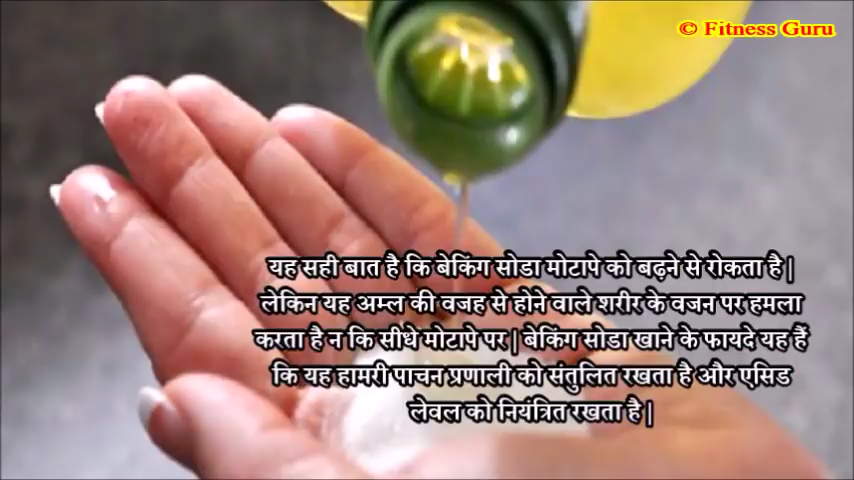 © Fitness Guru
यह सही बात है कि बेकिंग सोडा मोटापे को बढ़ने से रोकता है |
लेकिन यह अम्ल की वजह से होने वाले शरीर के वजन पर हमला
करता है न कि सीधे मोटापे पर | बेकिंग सोडा खाने के फायदे यह हैं
कि यह हामरी पाचन प्रणाली को संतुलित रखता है और एसिड
लेवल को नियंत्रित रखता है |